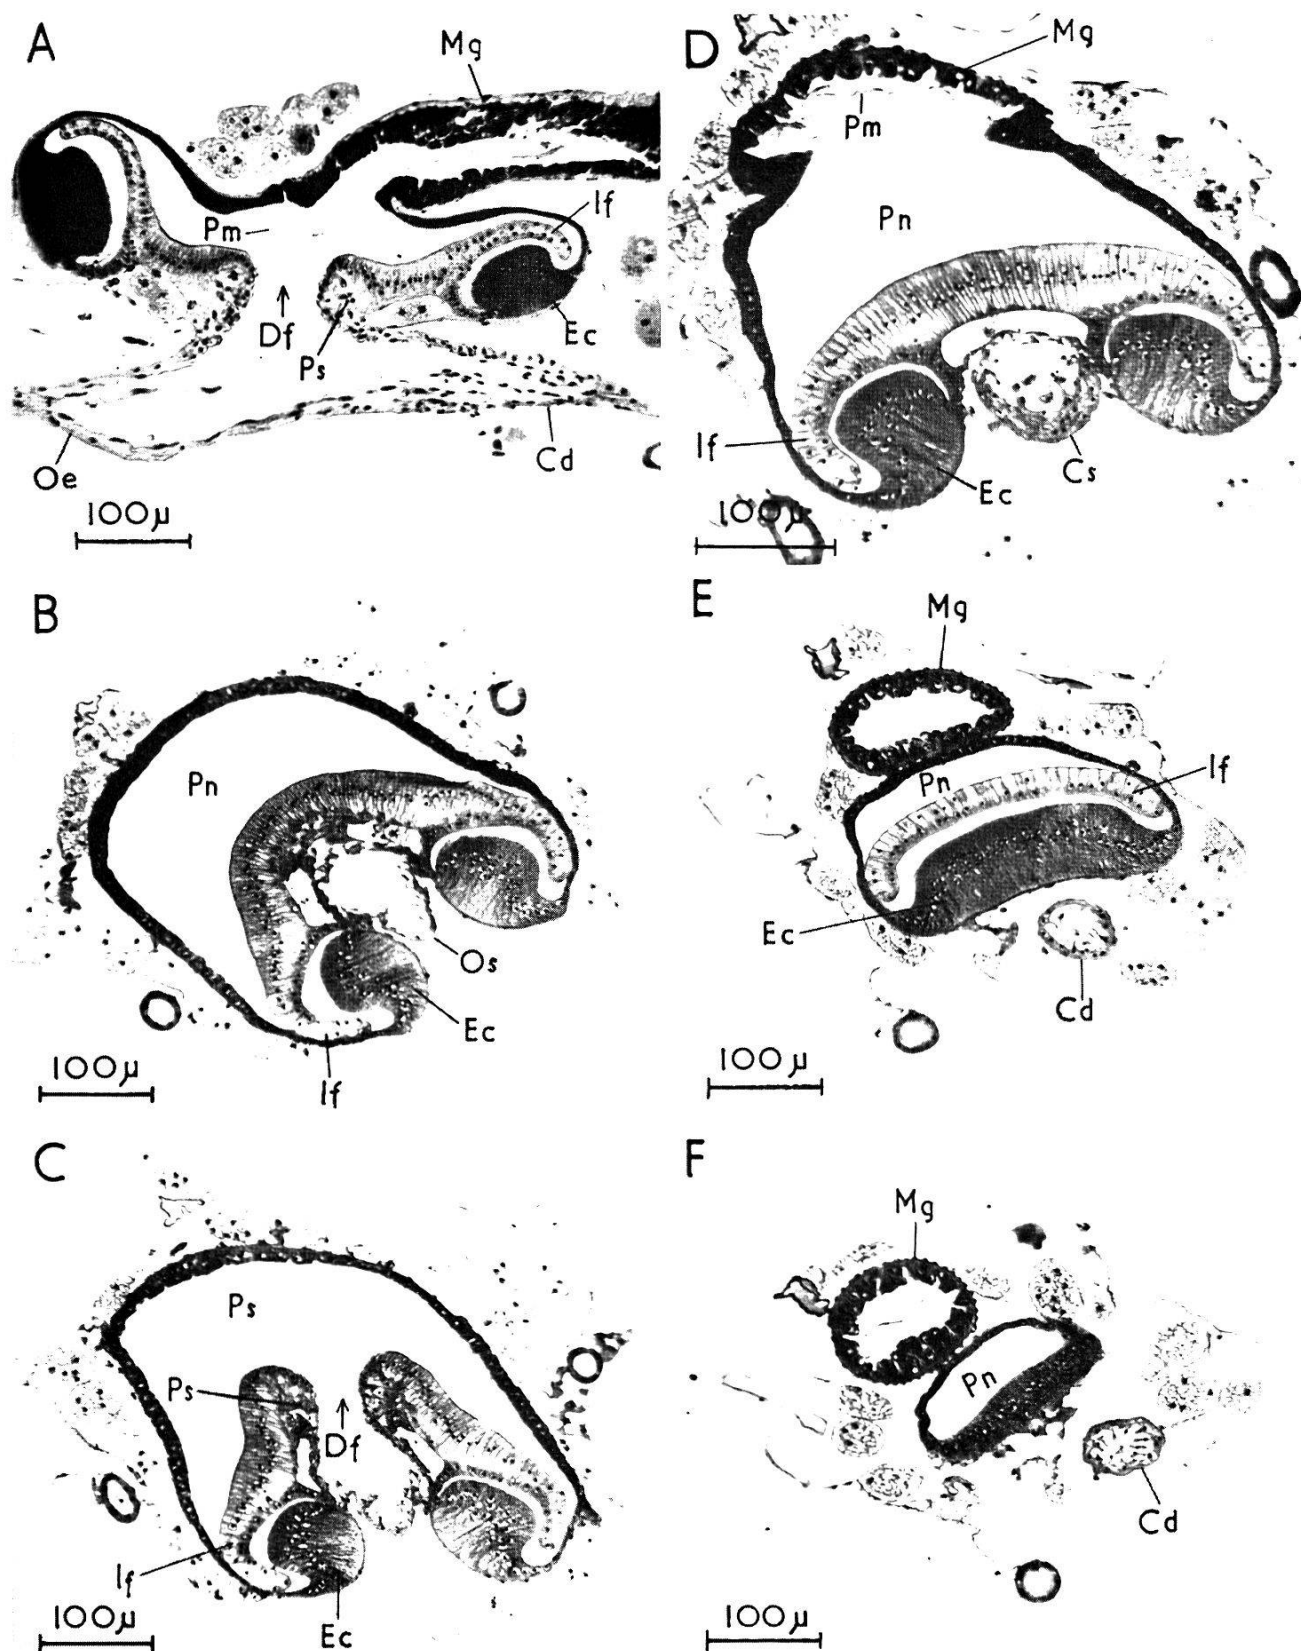 A
Mg
If
Pm
Df
Ps
Ec
Oe
Cd
100µ
B
Pn
Os
Ec
If
100µ
C
Ps
Ps
Df
If
Ec
100µ
D
Mg
Pm
Pn
If
Ec
Cs
100µ
E
Mg
Pn
If
Ec
Cd
100µ
F
Mg
Pn
Cd
100µ